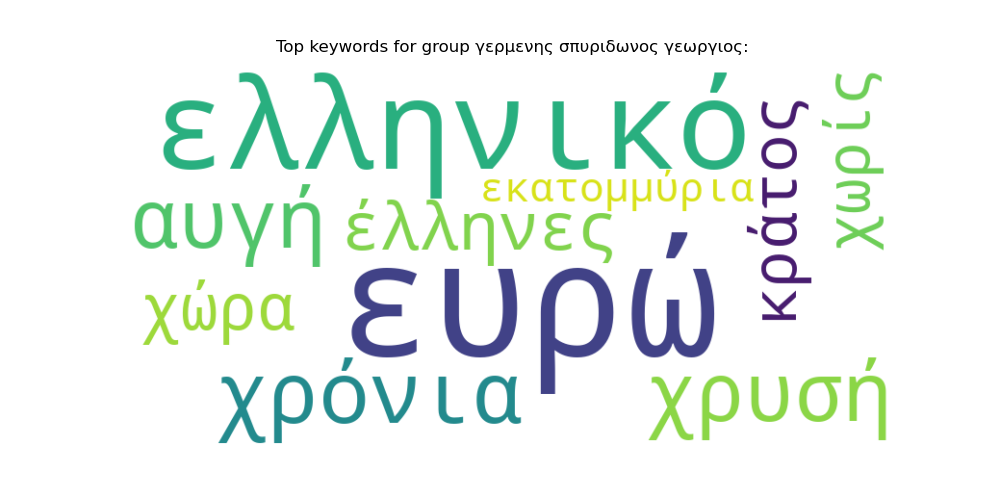 Top keywords for group γερμενης σπυριδωνος γεωργιος:
ελληνικό
χωρίς
κράτος
εκατομμύρια
αυγή
έλληνες
ευρώ
χώρα
χρόνια
χρυσή